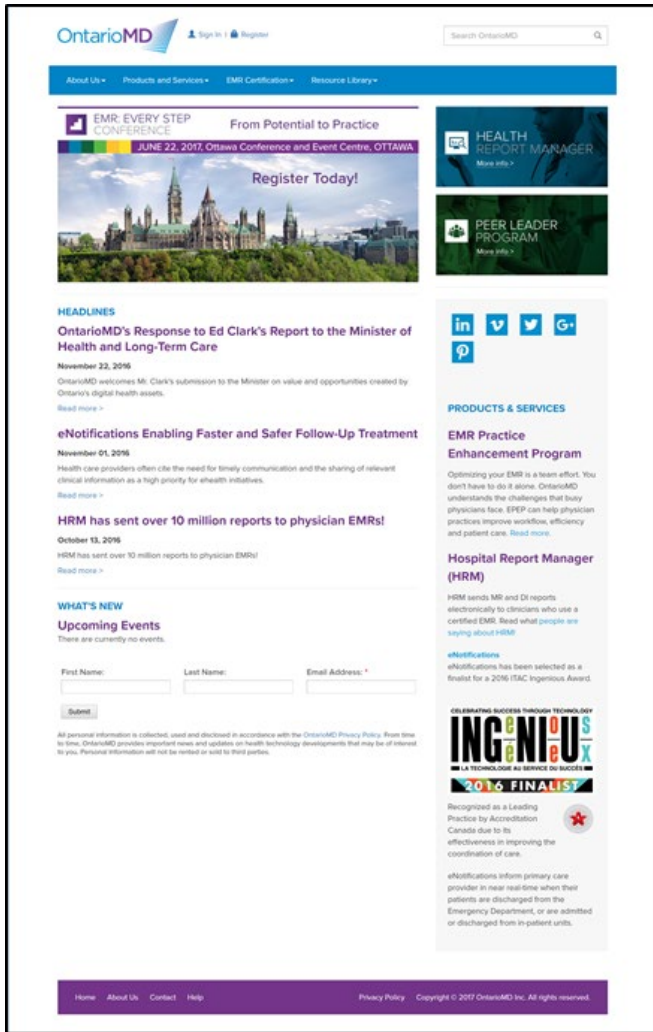 OntarioMD
Sign In | Register
Search OntarioMD
About Us
Products and Services
EMR Certification
Resource Library
EMR: EVERY STEP
CONFERENCE
From Potential to Practice
JUNE 22, 2017, Ottawa Conference and Event Centre, OTTAWA
Register Today!
HEALTH
REPORT MANAGER
More info >
PEER LEADER
PROGRAM
More info >
HEADLINES
OntarioMD's Response to Ed Clark's Report to the Minister of
Health and Long-Term Care
November 22, 2016
OntarioMD welcomes Mr. Clark's submission to the Minister on value and opportunities created by
Ontario's digital health assets.
Read more >
eNotifications Enabling Faster and Safer Follow-Up Treatment
November 01, 2016
Health care providers often cite the need for timely communication and the sharing of relevant
clinical information as a high priority for ehealth initiatives.
Read more >
HRM has sent over 10 million reports to physician EMRs!
October 13, 2016
HRM has sent over 10 million reports to physician EMRs!
Read more >
WHAT'S NEW
Upcoming Events
There are currently no events.
First Name:
Last Name:
Email Address: *
Submit
All personal information is collected, used and disclosed in accordance with the OntarioMD Privacy Policy. From time
to time, OntarioMD provides important news and updates on health technology developments that may be of interest
to you. Personal Information will not be rented or sold to third parties.
in
G+
PRODUCTS & SERVICES
EMR Practice
Enhancement Program
Optimizing your EMR is a team effort. You
don't have to do it alone. OntarioMD
understands the challenges that busy
physicians face. EPEP can help physician
practices improve workflow, efficiency
and patient care. Read more.
Hospital Report Manager
(HRM)
HRM sends MR and DI reports
electronically to clinicians who use a
certified EMR. Read what people are
saying about HRM!
eNotifications
eNotifications has been selected as a
finalist for a 2016 ITAC Ingenious Award.
CELEBRATING SUCCESS THROUGH TECHNOLOGY
INGENIOUS
INGÉNIEUX
LA TECHNOLOGIE AU SERVICE DU SUCCÈS
2016 FINALIST
Recognized as a Leading
Practice by Accreditation
Canada due to its
effectiveness in improving the
coordination of care.
eNotifications inform primary care
provider in near real-time when their
patients are discharged from the
Emergency Department, or are admitted
or discharged from in-patient units.
Home
About Us
Contact
Help
Privacy Policy
Copyright © 2017 OntarioMD Inc. All rights reserved.